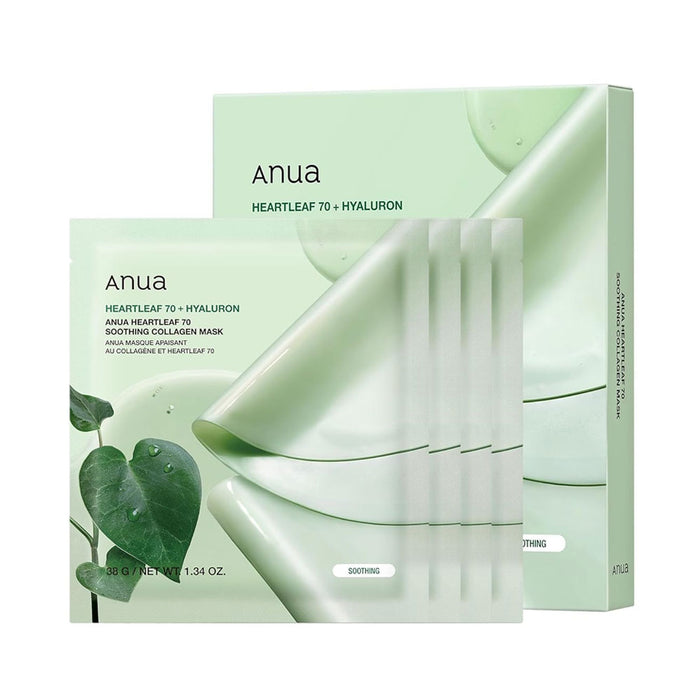 Anua
HEARTLEAF 70 + HYALURON
Anua
HEARTLEAF 70 + HYALURON
ANUA HEARTLEAF 70
SOOTHING COLLAGEN MASK
ANUA MASQUE APAISANT
AU COLLAGÈNE ET HEARTLEAF 70
38 G / NET WT. 1.34 OZ.
SOOTHING
OTHING
ANUA HEARTLEAF 70
SOOTHING COLLAGEN MASK
Anua